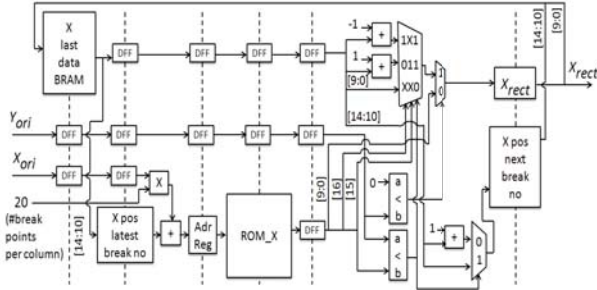 X
last
data
BRAM
DFF
DFF
DFF
DFF
-1
+
1
+
[9:0]
1X1
011
XX0
1
0
[14:10]
[9:0]
X_rect
X_rect
[14:10]
Y_ori
DFF
DFF
DFF
DFF
DFF
X_ori
DFF
DFF
20
(#break
points
per column)
[14:10]
X
X pos
latest
break no
+
Adr
Reg
ROM_X
DFF
[9:0]
[16]
[15]
0
a
<
b
a
<
b
1
+
0
1
X pos
next
break
no